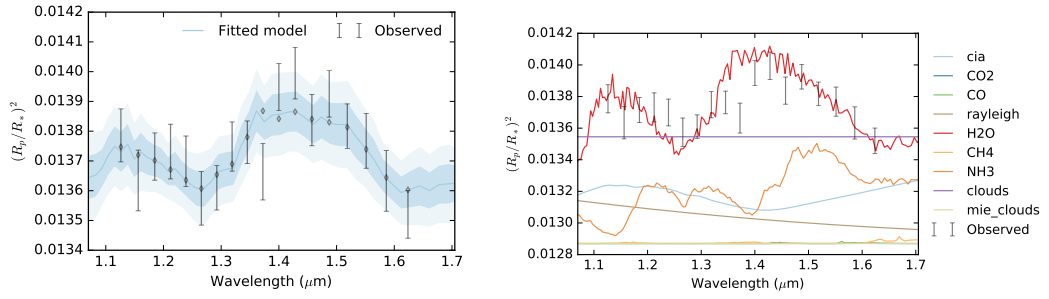 0.0142
0.0141
0.0140
0.0139
0.0138
0.0137
0.0136
0.0135
0.0134
(Rp/R*)²
Fitted model
Observed
1.1 1.2 1.3 1.4 1.5 1.6 1.7
Wavelength (μm)
0.0142
0.0140
0.0138
0.0136
0.0134
0.0132
0.0130
0.0128
(Rp/R*)²
1.1 1.2 1.3 1.4 1.5 1.6 1.7
Wavelength (μm)
cia
CO2
CO
rayleigh
H2O
CH4
NH3
clouds
mie_clouds
Observed